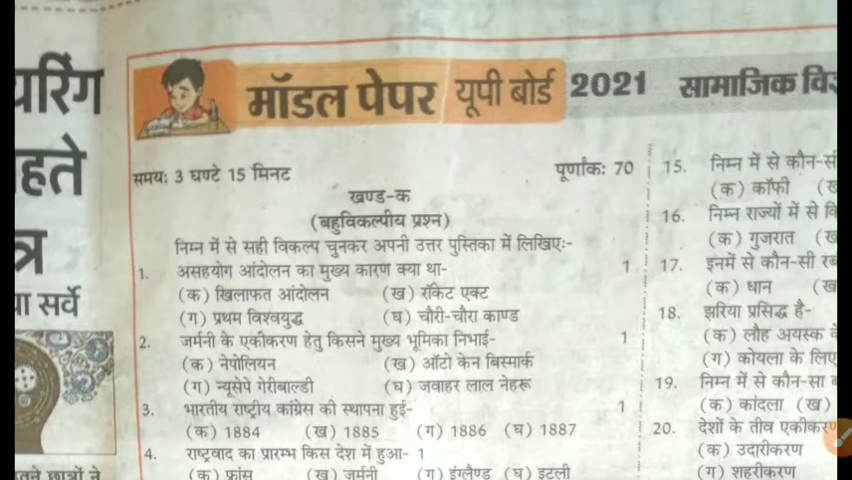 यरिंग
हते
त्र
ा सर्वे
मॉडल पेपर यूपी बोर्ड 2021 सामाजिक
समय: 3 घण्टे 15 मिनट पूर्णांक: 70
खण्ड-क
(बहुविकल्पीय प्रश्न)
निम्न में से सही विकल्प चुनकर अपनी उत्तर पुस्तिका में लिखिए:-
1. असहयोग आंदोलन का मुख्य कारण क्या था- 1
(क) खिलाफत आंदोलन (ख) रॉकेट एक्ट
(ग) प्रथम विश्वयुद्ध (घ) चौरी-चौरा काण्ड
2. जर्मनी के एकीकरण हेतु किसने मुख्य भूमिका निभाई- 1
(क) नेपोलियन (ख) ऑटो केन बिस्मार्क
(ग) न्यूसेपे गेरीबाल्डी (घ) जवाहर लाल नेहरू
3. भारतीय राष्ट्रीय कांग्रेस की स्थापना हुई- 1
(क) 1884 (ख) 1885 (ग) 1886 (घ) 1887
4. राष्ट्रवाद का प्रारम्भ किस देश में हुआ- 1
(क) फ्रांस (ख) जर्मनी (ग) इंग्लैण्ड (घ) इटली
15. निम्न में से कौन-सी
(क) कॉफी (ख
16. निम्न राज्यों में से
(क) गुजरात (ख
17. इनमें से कौन-सी रब
(क) धान (ख
18. झरिया प्रसिद्ध है-
(क) लौह अयस्क
(ग) कोयला के लिए
19. निम्न में से कौन-सा
(क) कांदला (ख)
20. देशों के तीव एकीकरण
(क) उदारीकरण
(ग) शहरीकरण